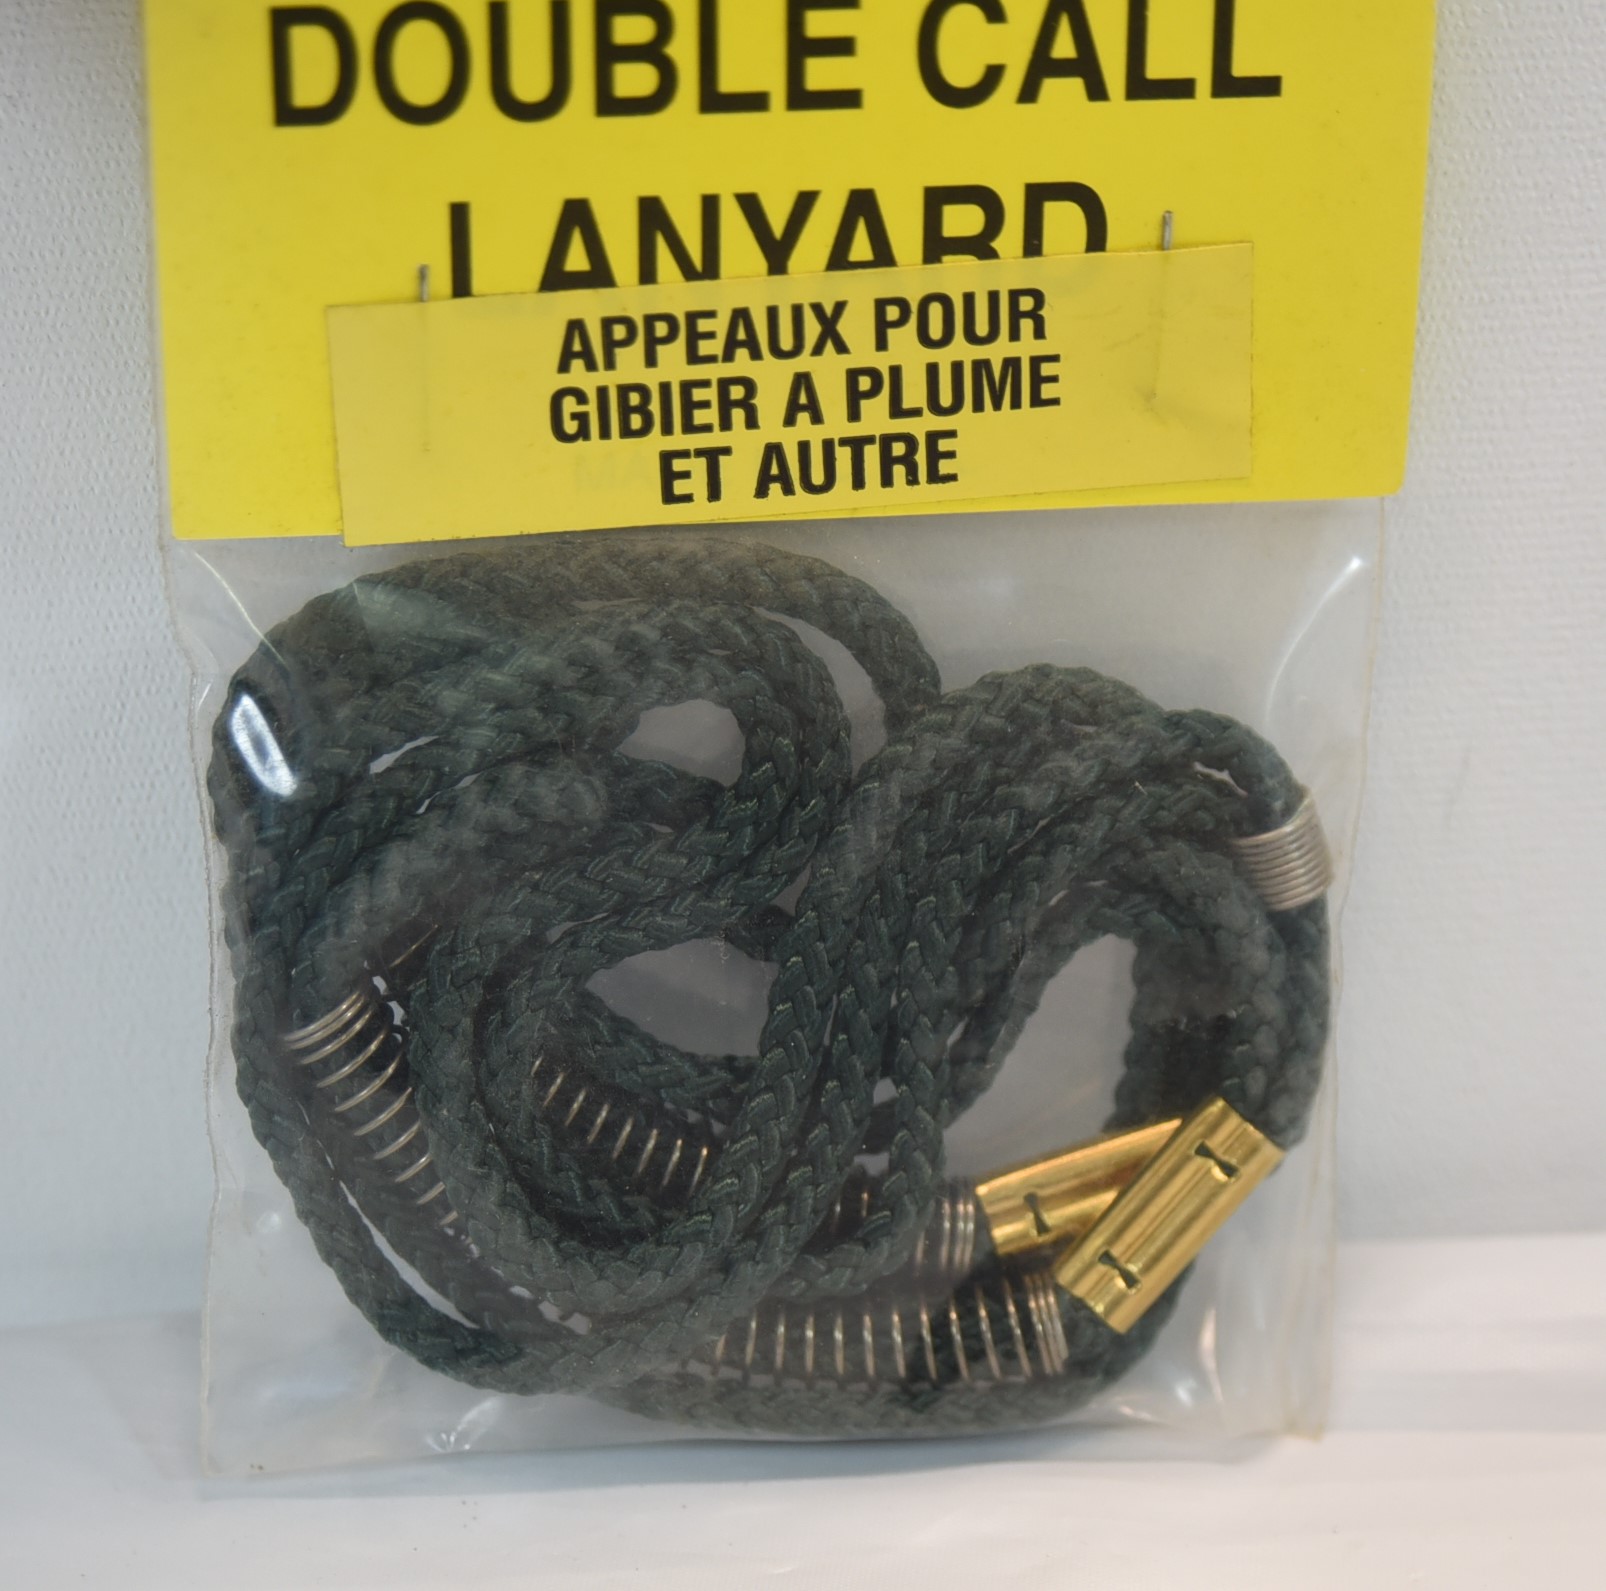 DOUBLE CALL
LANYARD
APPEAUX POUR
GIBIER A PLUME
ET AUTRE